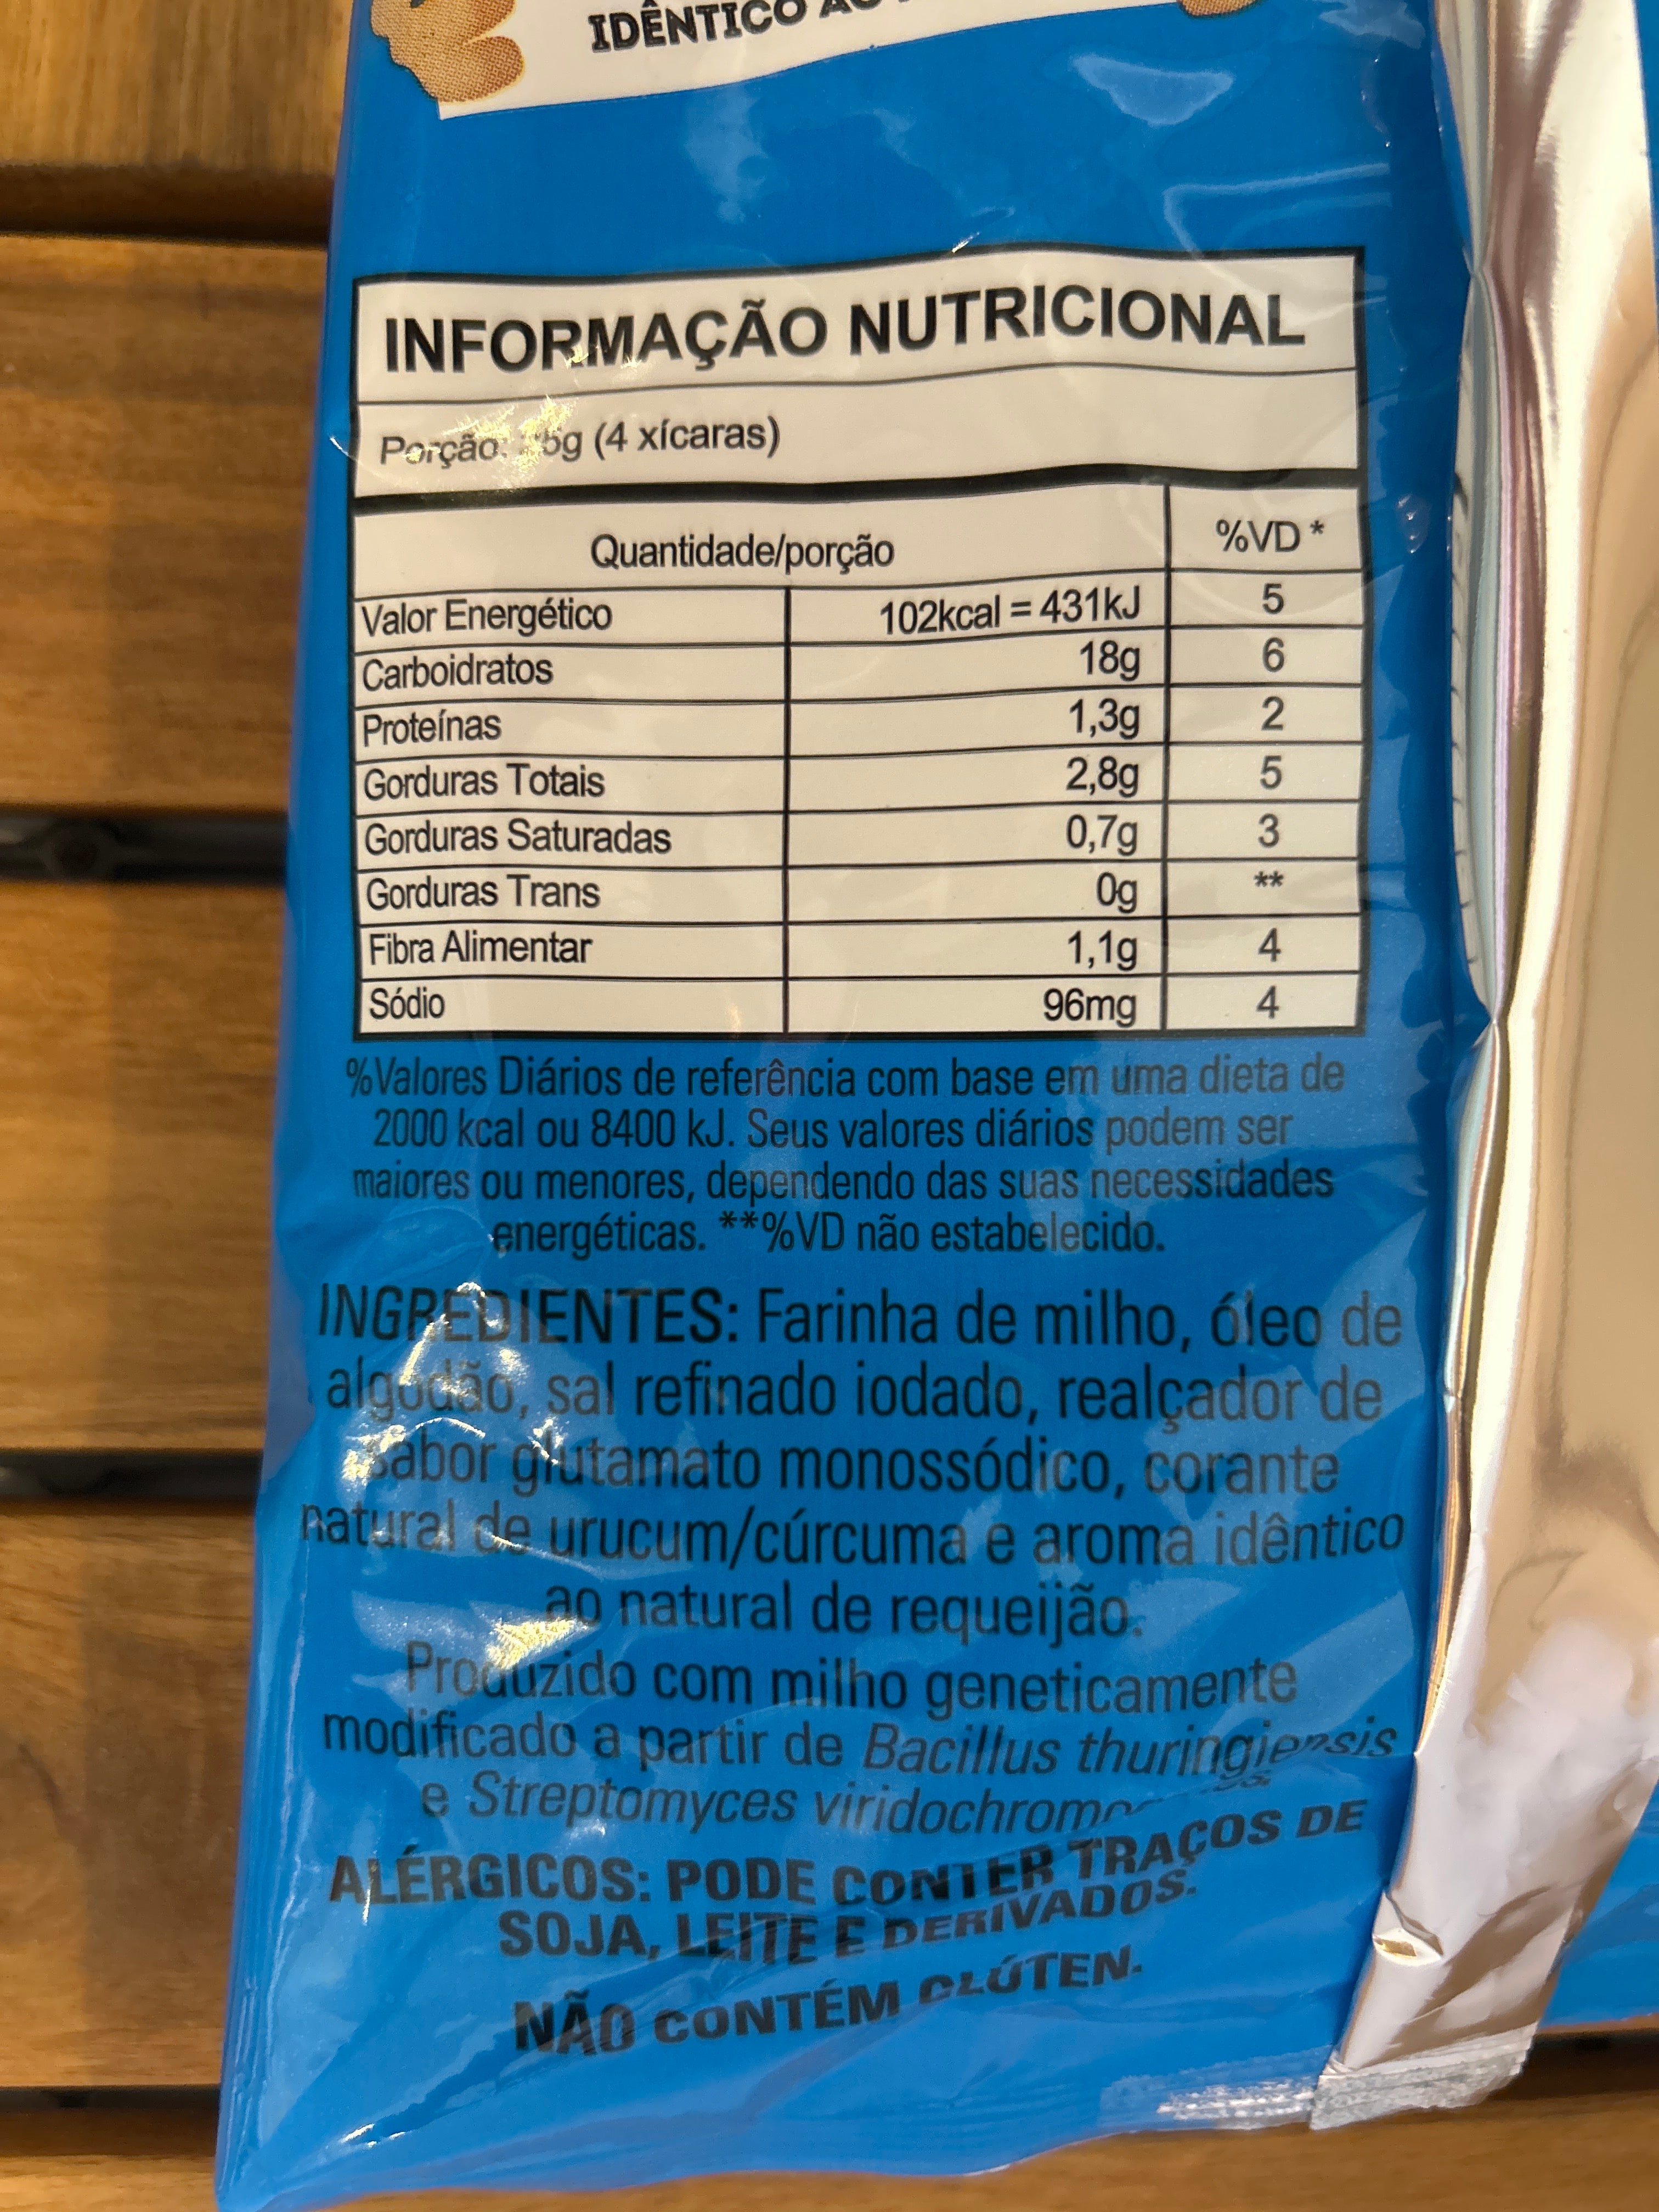 IDÊNTICO
INFORMAÇÃO NUTRICIONAL
Porção: (4 xícaras)
Quantidade/porção %VD *
Valor Energético 102kcal = 431kJ 5
Carboidratos 18g 6
Proteínas 1,3g 2
Gorduras Totais 2,8g 5
Gorduras Saturadas 0,7g 3
Gorduras Trans 0g **
Fibra Alimentar 1,1g 4
Sódio 96mg 4
%Valores Diários de referência com base em uma dieta de
2000 kcal ou 8400 kJ. Seus valores diários podem ser
maiores ou menores, dependendo das suas necessidades
energéticas. **%VD não estabelecido.
INGREDIENTES: Farinha de milho, óleo de
algodão, sal refinado iodado, realçador de
sabor glutamato monossódico, corante
natural de urucum/cúrcuma e aroma idêntico
ao natural de requeijão.
Produzido com milho geneticamente
modificado a partir de Bacillus thuringiensis
e Streptomyces
ALÉRGICOS: PODE CONTER TRAÇOS DE
SOJA, LEITE E DERIVADOS.
NÃO CONTÉM GLÚTEN.